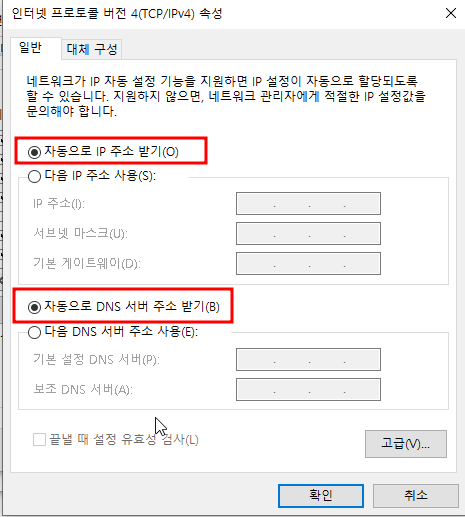 인터넷 프로토콜 버전 4(TCP/IPv4) 속성
일반
대체 구성
네트워크가 IP 자동 설정 기능을 지원하면 IP 설정이 자동으로 할당되도록
할 수 있습니다. 지원하지 않으면, 네트워크 관리자에게 적절한 IP 설정값을
문의해야 합니다.
자동으로 IP 주소 받기(O)
다음 IP 주소 사용(S):
IP 주소(I):
서브넷 마스크(U):
기본 게이트웨이(D):
자동으로 DNS 서버 주소 받기(B)
다음 DNS 서버 주소 사용(E):
기본 설정 DNS 서버(P):
보조 DNS 서버(A):
끝낼 때 설정 유효성 검사(L)
고급(V)...
확인
취소